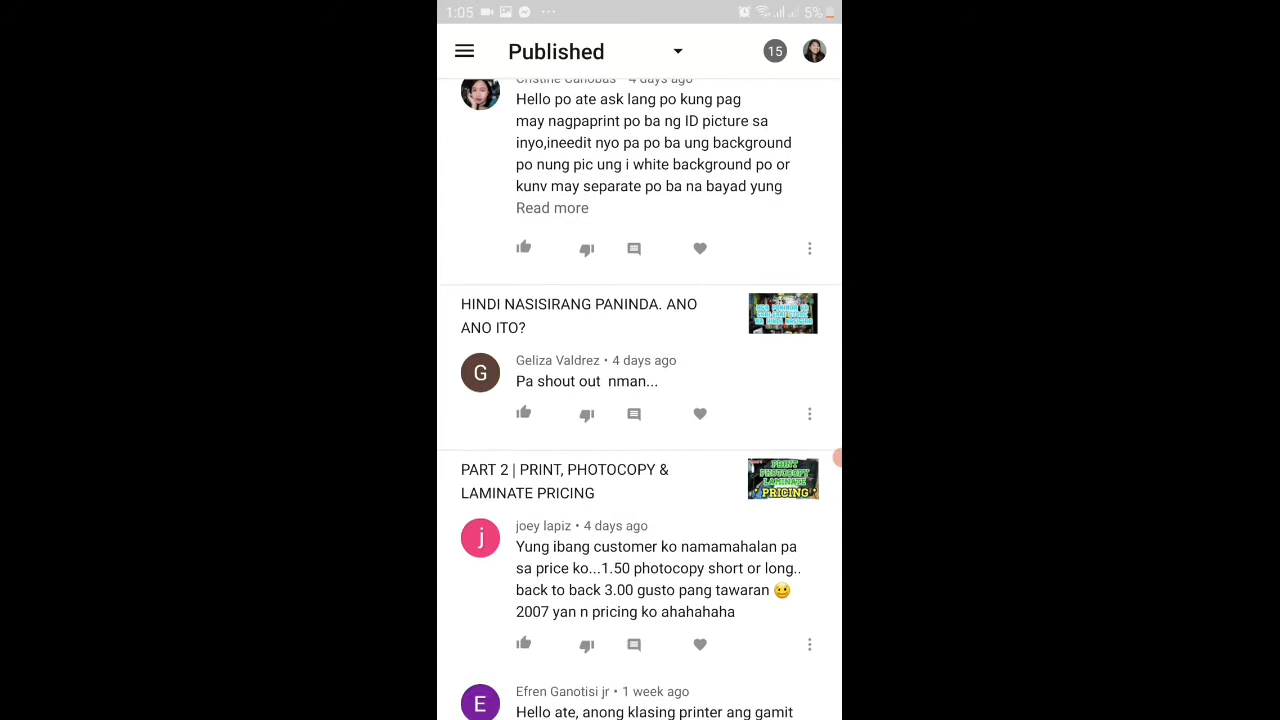 1:05 ... 5%
Published 15
Cristine Canobas • 4 days ago
Hello po ate ask lang po kung pag
may nagpaprint po ba ng ID picture sa
inyo,ineedit nyo pa po ba ung background
po nung pic ung i white background po or
kunv may separate po ba na bayad yung
Read more
HINDI NASISIRANG PANINDA. ANO
ANO ITO?
Geliza Valdrez • 4 days ago
G
Pa shout out nman...
PART 2 | PRINT, PHOTOCOPY &
LAMINATE PRICING
PRINT
PHOTOCOPY
LAMINATE
PRICING
joey lapiz • 4 days ago
j
Yung ibang customer ko namamahalan pa
sa price ko...1.50 photocopy short or long..
back to back 3.00 gusto pang tawaran 🥴
2007 yan n pricing ko ahahahaha
Efren Ganotisi jr • 1 week ago
E
Hello ate, anong klasing printer ang gamit